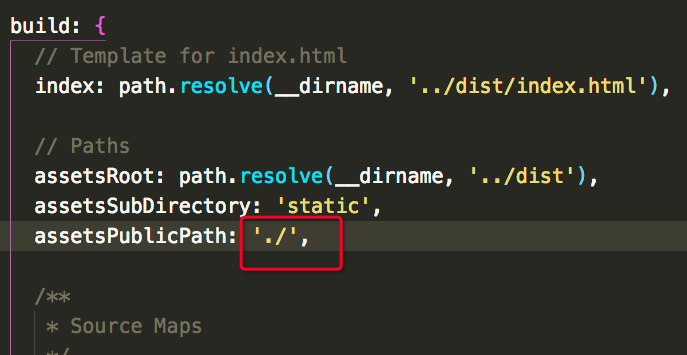 build: {
// Template for index.html
index: path.resolve(__dirname, '../dist/index.html'),
// Paths
assetsRoot: path.resolve(__dirname, '../dist'),
assetsSubDirectory: 'static',
assetsPublicPath: './',
/**
* Source Maps
*/